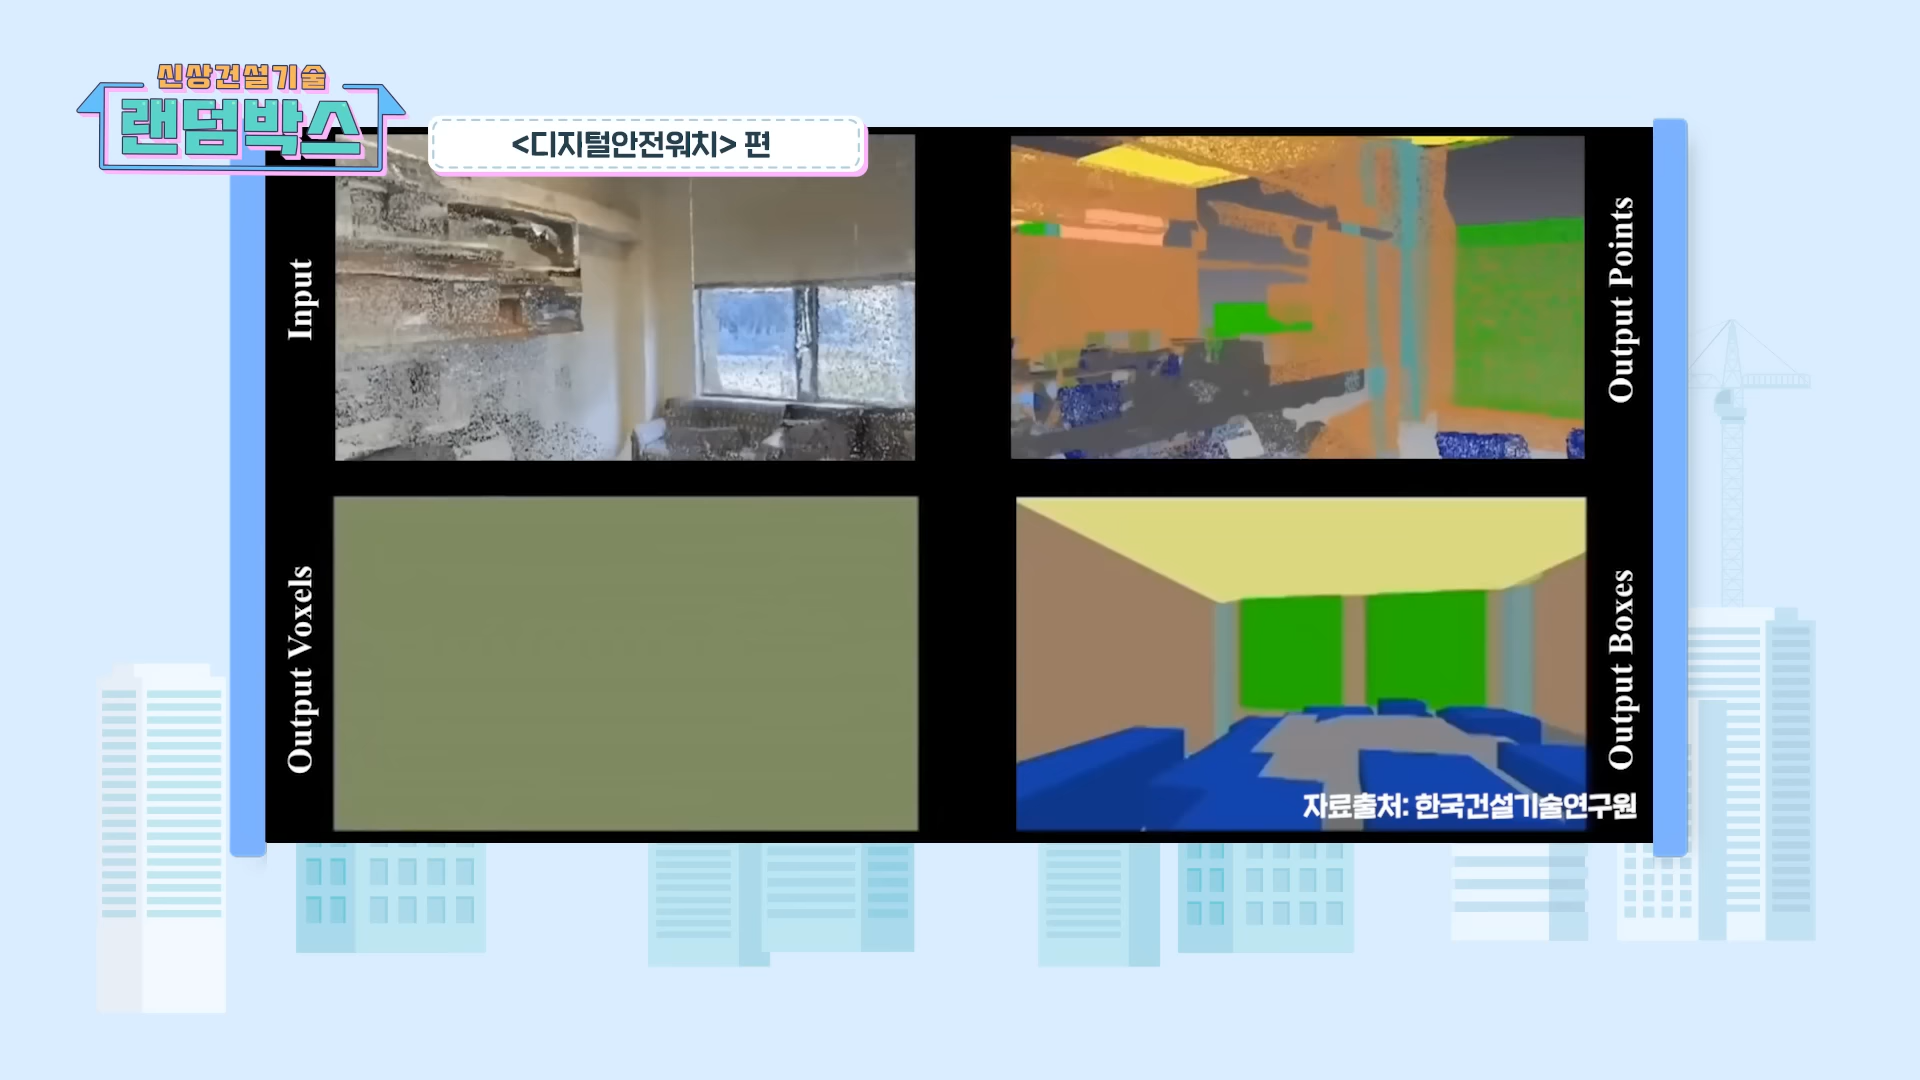 신상건설기술
랜덤박스
<디지털안전워치> 편
Input
Output Points
Output Voxels
Output Boxes
자료출처: 한국건설기술연구원